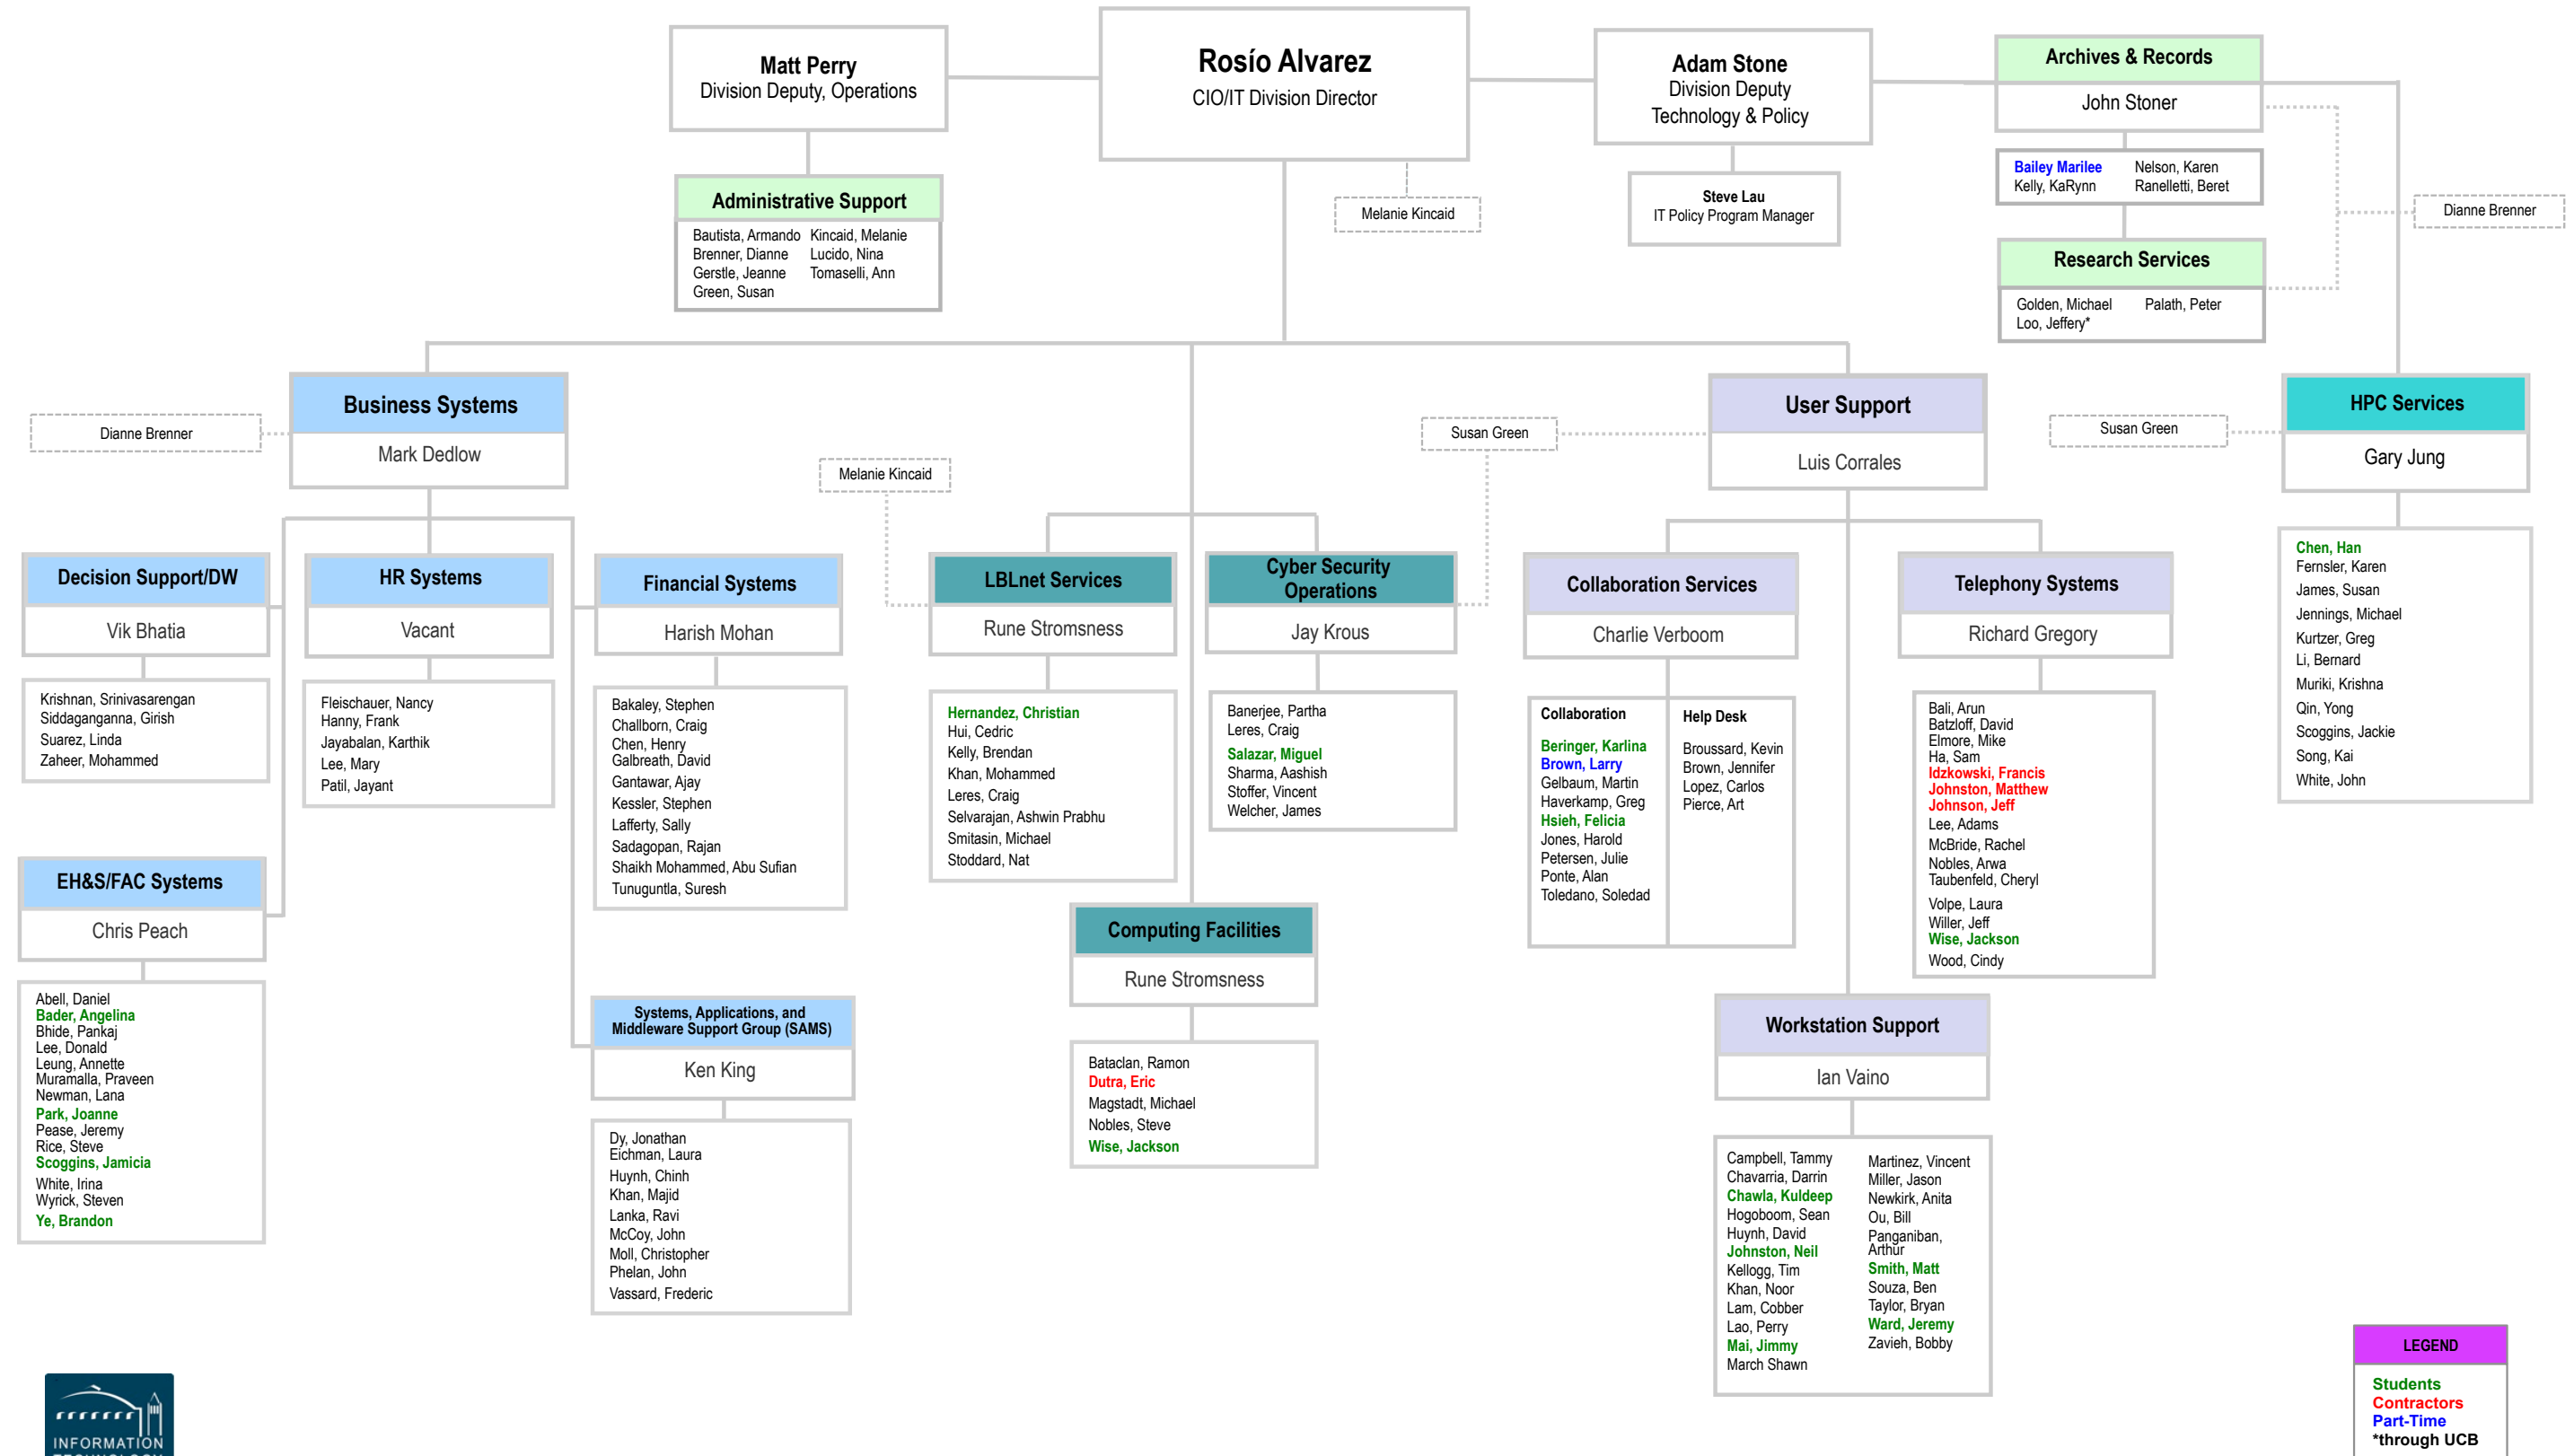 Matt Perry
Division Deputy, Operations
Rosío Alvarez
CIO/IT Division Director
Adam Stone
Division Deputy
Technology & Policy
Archives & Records
John Stoner
Bailey Marilee
Kelly, KaRynn
Nelson, Karen
Ranelletti, Beret
Administrative Support
Bautista, Armando
Brenner, Dianne
Gerstle, Jeanne
Green, Susan
Kincaid, Melanie
Lucido, Nina
Tomaselli, Ann
Melanie Kincaid
Steve Lau
IT Policy Program Manager
Dianne Brenner
Research Services
Golden, Michael
Loo, Jeffery*
Palath, Peter
Business Systems
Mark Dedlow
Dianne Brenner
Melanie Kincaid
Susan Green
User Support
Luis Corrales
Susan Green
HPC Services
Gary Jung
Decision Support/DW
Vik Bhatia
Krishnan, Srinivasarengan
Siddaganganna, Girish
Suarez, Linda
Zaheer, Mohammed
HR Systems
Vacant
Fleischauer, Nancy
Hanny, Frank
Jayabalan, Karthik
Lee, Mary
Patil, Jayant
Financial Systems
Harish Mohan
Bakaley, Stephen
Challborn, Craig
Chen, Henry
Galbreath, David
Gantawar, Ajay
Kessler, Stephen
Lafferty, Sally
Sadagopan, Rajan
Shaikh Mohammed, Abu Sufian
Tunuguntla, Suresh
LBLnet Services
Rune Stromsness
Hernandez, Christian
Hui, Cedric
Kelly, Brendan
Khan, Mohammed
Leres, Craig
Selvarajan, Ashwin Prabhu
Smitasin, Michael
Stoddard, Nat
Cyber Security
Operations
Jay Krous
Banerjee, Partha
Leres, Craig
Salazar, Miguel
Sharma, Aashish
Stoffer, Vincent
Welcher, James
Collaboration Services
Charlie Verboom
Collaboration
Beringer, Karlina
Brown, Larry
Gelbaum, Martin
Haverkamp, Greg
Hsieh, Felicia
Jones, Harold
Petersen, Julie
Ponte, Alan
Toledano, Soledad
Help Desk
Broussard, Kevin
Brown, Jennifer
Lopez, Carlos
Pierce, Art
Telephony Systems
Richard Gregory
Bali, Arun
Batzloff, David
Elmore, Mike
Ha, Sam
Idzkowski, Francis
Johnston, Matthew
Johnson, Jeff
Lee, Adams
McBride, Rachel
Nobles, Arwa
Taubenfeld, Cheryl
Volpe, Laura
Willer, Jeff
Wise, Jackson
Wood, Cindy
Chen, Han
Fernsler, Karen
James, Susan
Jennings, Michael
Kurtzer, Greg
Li, Bernard
Muriki, Krishna
Qin, Yong
Scoggins, Jackie
Song, Kai
White, John
EH&S/FAC Systems
Chris Peach
Abell, Daniel
Bader, Angelina
Bhide, Pankaj
Lee, Donald
Leung, Annette
Muramalla, Praveen
Newman, Lana
Park, Joanne
Pease, Jeremy
Rice, Steve
Scoggins, Jamicia
White, Irina
Wyrick, Steven
Ye, Brandon
Systems, Applications, and
Middleware Support Group (SAMS)
Ken King
Dy, Jonathan
Eichman, Laura
Huynh, Chinh
Khan, Majid
Lanka, Ravi
McCoy, John
Moll, Christopher
Phelan, John
Vassard, Frederic
Computing Facilities
Rune Stromsness
Bataclan, Ramon
Dutra, Eric
Magstadt, Michael
Nobles, Steve
Wise, Jackson
Workstation Support
Ian Vaino
Campbell, Tammy
Chavarria, Darrin
Chawla, Kuldeep
Hogoboom, Sean
Huynh, David
Johnston, Neil
Kellogg, Tim
Khan, Noor
Lam, Cobber
Lao, Perry
Mai, Jimmy
March Shawn
Martinez, Vincent
Miller, Jason
Newkirk, Anita
Ou, Bill
Panganiban,
Arthur
Smith, Matt
Souza, Ben
Taylor, Bryan
Ward, Jeremy
Zavieh, Bobby
LEGEND
Students
Contractors
Part-Time
*through UCB
INFORMATION